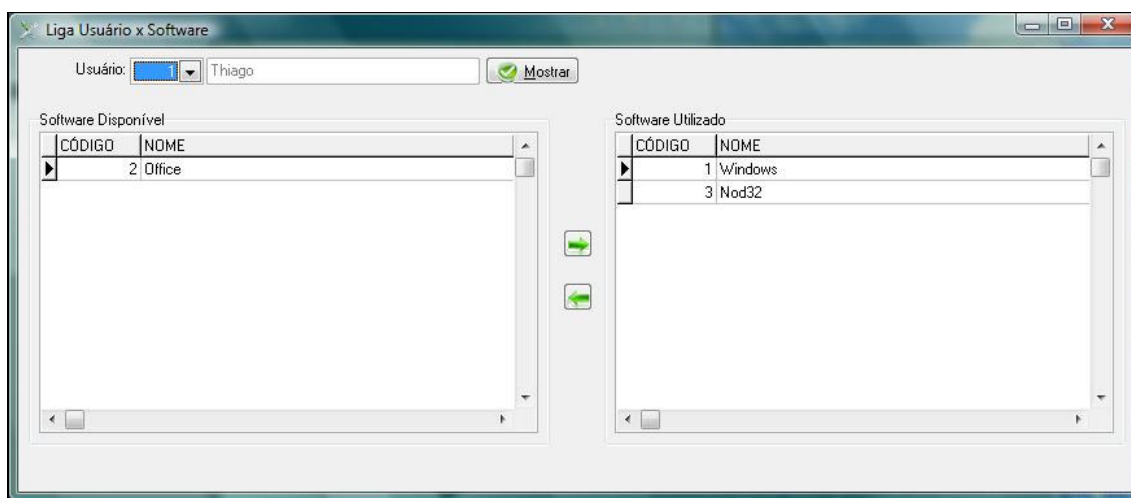 Liga Usuário x Software
Usuário: 1 Thiago Mostrar
Software Disponível
CÓDIGO NOME
2 Office
Software Utilizado
CÓDIGO NOME
1 Windows
3 Nod32